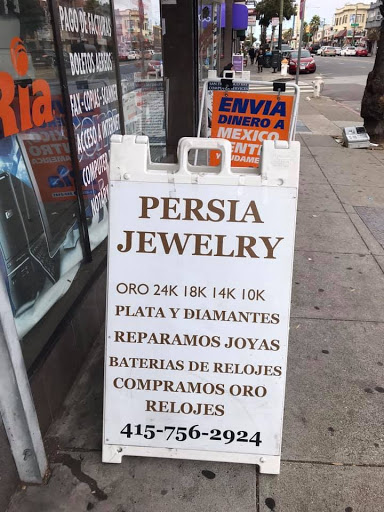 PAGO DE FACTURAS
BOLETOS AEREOS
Ria
ENVIA
DINERO A
MEXICO
PERSIA
JEWELRY
ORO 24K 18K 14K 10K
PLATA Y DIAMANTES
REPARAMOS JOYAS
BATERIAS DE RELOJES
COMPRAMOS ORO
RELOJES
415-756-2924